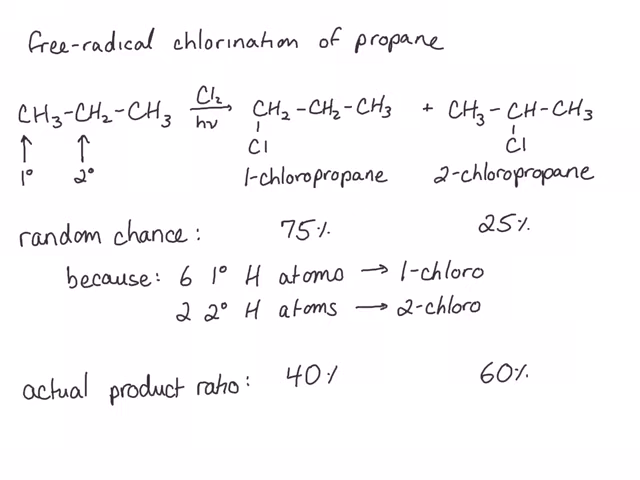 free-radical chlorination of propane
CH₃-CH₂-CH₃ Cl₂ hν → CH₂-CH₂-CH₃ + CH₃-CH-CH₃
↑ ↑ Cl Cl
1° 2° 1-chloropropane 2-chloropropane
random chance: 75% 25%
because: 6 1° H atoms → 1-chloro
2 2° H atoms → 2-chloro
actual product ratio: 40% 60%